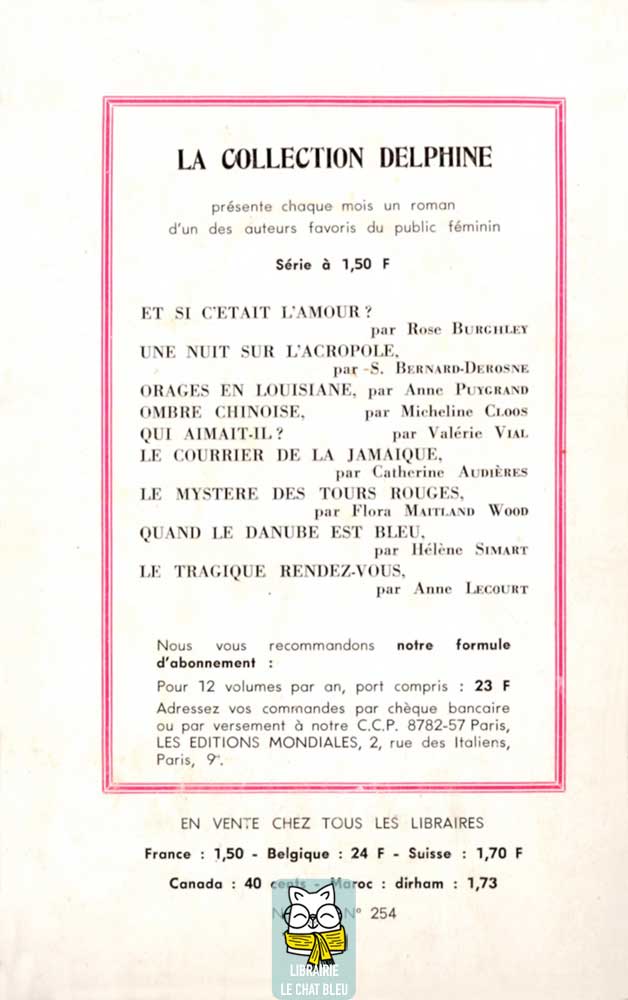 LA COLLECTION DELPHINE
présente chaque mois un roman
d'un des auteurs favoris du public féminin
Série à 1,50 F
ET SI C'ETAIT L'AMOUR ?
par Rose BURGHLEY
UNE NUIT SUR L'ACROPOLE,
par S. BERNARD-DEROSNE
ORAGES EN LOUISIANE, par Anne PUYGRAND
OMBRE CHINOISE, par Micheline CLOOS
QUI AIMAIT-IL ? par Valérie VIAL
LE COURRIER DE LA JAMAIQUE,
par Catherine AUDIÈRES
LE MYSTERE DES TOURS ROUGES,
par Flora MAITLAND WOOD
QUAND LE DANUBE EST BLEU,
par Hélène SIMART
LE TRAGIQUE RENDEZ-VOUS,
par Anne LECOURT
Nous vous recommandons notre formule
d'abonnement :
Pour 12 volumes par an, port compris : 23 F
Adressez vos commandes par chèque bancaire
ou par versement à notre C.C.P. 8782-57 Paris,
LES EDITIONS MONDIALES, 2, rue des Italiens,
Paris, 9e.
EN VENTE CHEZ TOUS LES LIBRAIRES
France : 1,50 - Belgique : 24 F - Suisse : 1,70 F
Canada : 40 cents - Maroc : dirham : 1,73
N° 254
LIBRAIRIE
LE CHAT BLEU